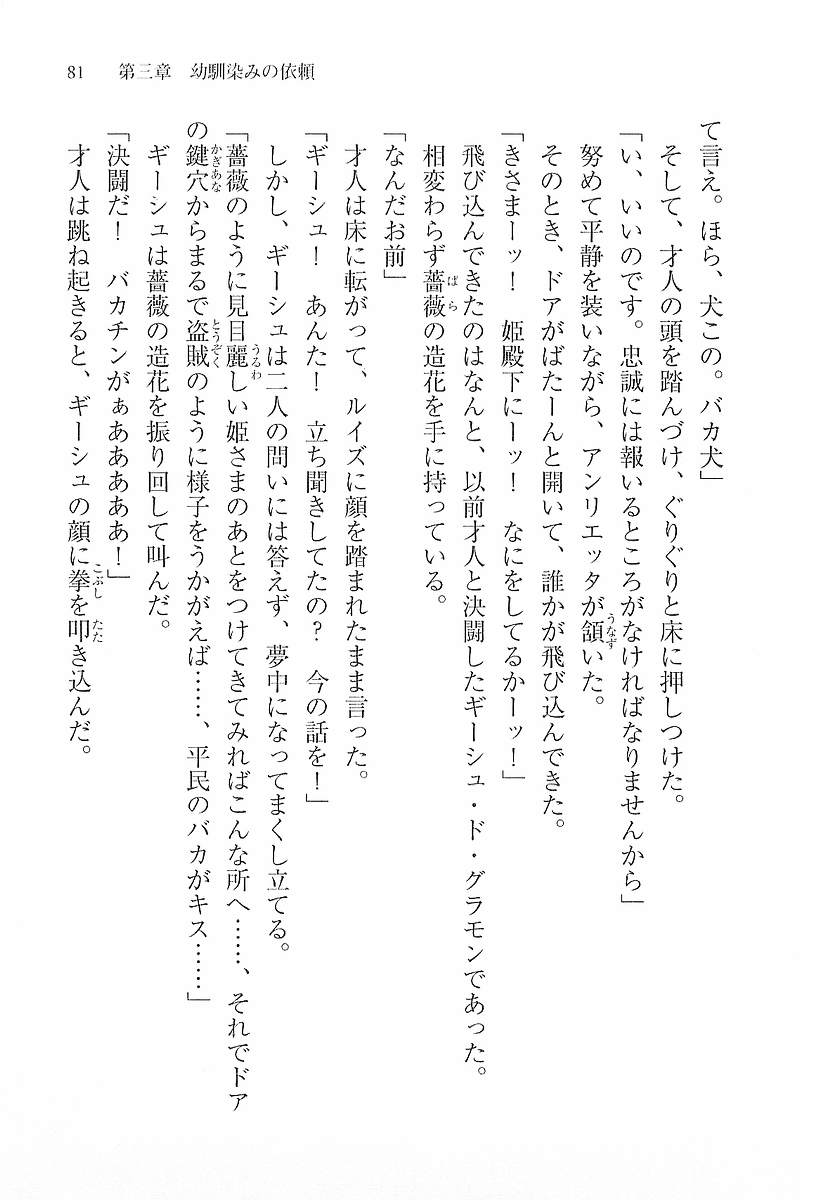 81　第三章　幼馴染みの依頼
て言え。ほら、犬この。バカ犬」
　そして、才人の頭を踏んづけ、ぐりぐりと床に押しつけた。
「い、いいのです。忠誠には報いるところがなければなりませんから」
　努めて平静を装いながら、アンリエッタが頷いた。
　そのとき、ドアがばたーんと開いて、誰かが飛び込んできた。
「きさまーッ！　姫殿下にーッ！　なにをしてるかーッ！」
　飛び込んできたのはなんと、以前才人と決闘したギーシュ・ド・グラモンであった。
　相変わらず薔薇の造花を手に持っている。
「なんだお前」
　才人は床に転がって、ルイズに顔を踏まれたまま言った。
「ギーシュ！　あんた！　立ち聞きしてたの？　今の話を！」
　しかし、ギーシュは二人の問いには答えず、夢中になってまくし立てる。
「薔薇のように見目麗しい姫さまのあとをつけてきてみればこんな所へ……、それでドア
の鍵穴からまるで盗賊のように様子をうかがえば……、平民のバカがキス……」
　ギーシュは薔薇の造花を振り回して叫んだ。
「決闘だ！　バカチンがぁああああ！」
　才人は跳ね起きると、ギーシュの顔に拳を叩き込んだ。